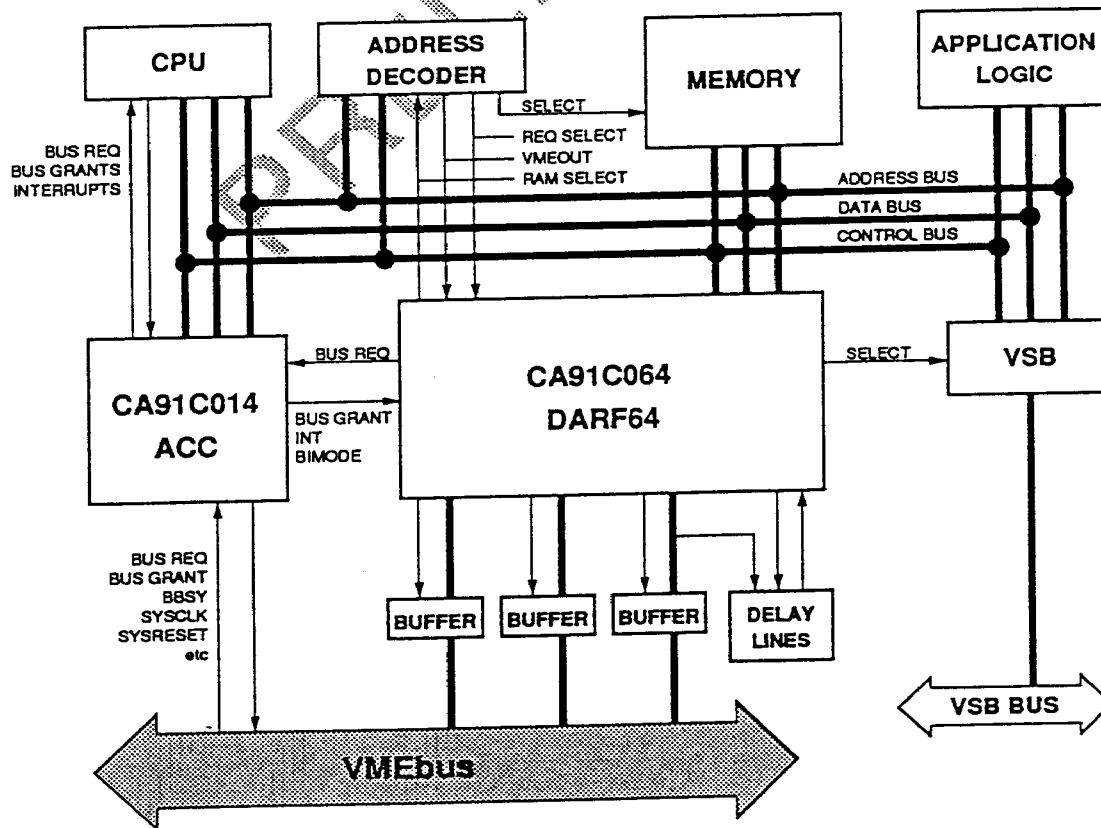 CPU
ADDRESS
DECODER
MEMORY
APPLICATION
LOGIC
SELECT
REQ SELECT
VMEOUT
RAM SELECT
BUS REQ
BUS GRANTS
INTERRUPTS
ADDRESS BUS
DATA BUS
CONTROL BUS
CA91C014
ACC
BUS REQ
BUS GRANT
INT
BIMODE
CA91C064
DARF64
SELECT
VSB
BUS REQ
BUS GRANT
BBSY
SYSCLK
SYSRESET
etc
BUFFER
BUFFER
BUFFER
DELAY
LINES
VSB BUS
VMEbus